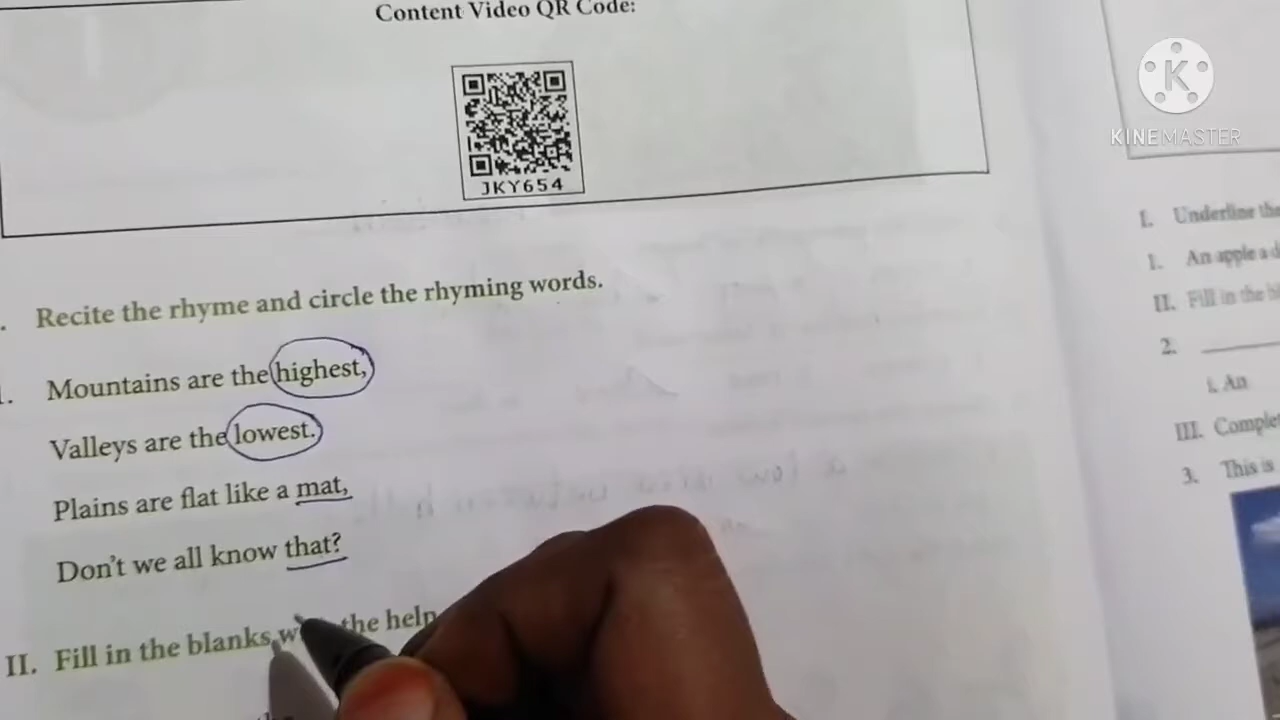 Content Video QR Code:
JKY654
KINEMASTER
Recite the rhyme and circle the rhyming words.
Mountains are the highest,
Valleys are the lowest.
Plains are flat like a mat,
Don't we all know that?
II. Fill in the blanks the help
I. Underline the
1. An apple a
II. Fill in the
2.
i. An
III.
3. This is